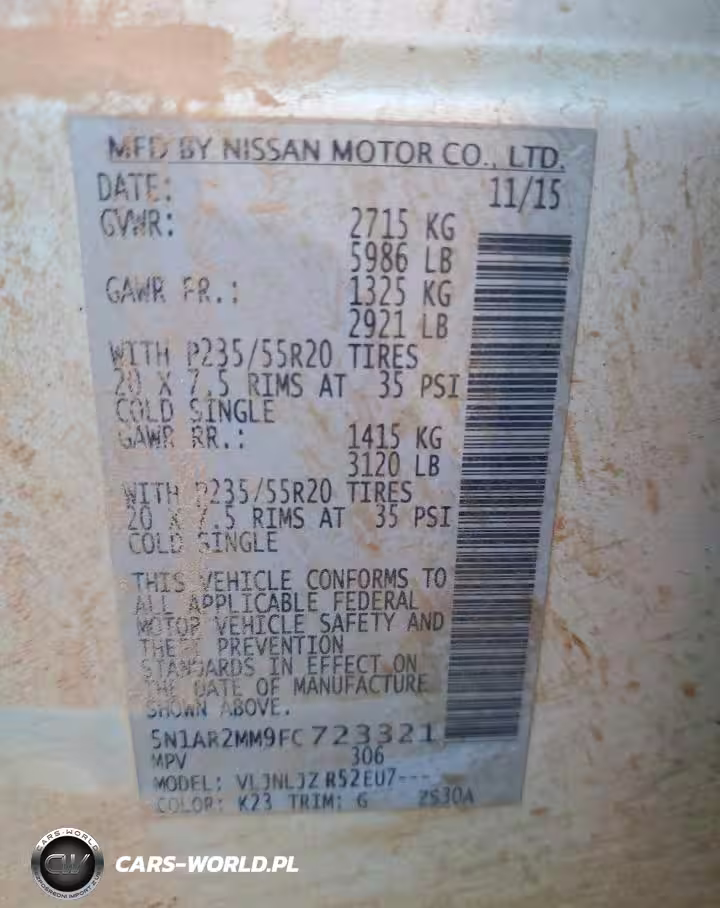 MFD BY NISSAN MOTOR CO., LTD.
DATE: 11/15
GVWR: 2715 KG
5986 LB
GAWR FR.: 1325 KG
2921 LB
WITH P235/55R20 TIRES
20 X 7.5 RIMS AT 35 PSI
COLD SINGLE
GAWR RR.: 1415 KG
3120 LB
WITH P235/55R20 TIRES
20 X 7.5 RIMS AT 35 PSI
COLD SINGLE
THIS VEHICLE CONFORMS TO
ALL APPLICABLE FEDERAL
MOTOR VEHICLE SAFETY AND
THEFT PREVENTION
STANDARDS IN EFFECT ON
THE DATE OF MANUFACTURE
SHOWN ABOVE.
5N1AR2MM9FC723321
MPV 306
MODEL: VLJNLJZ R52EU7---
COLOR: K23 TRIM: G 2S30A
CARS-WORLD
CW
CARS-WORLD.PL